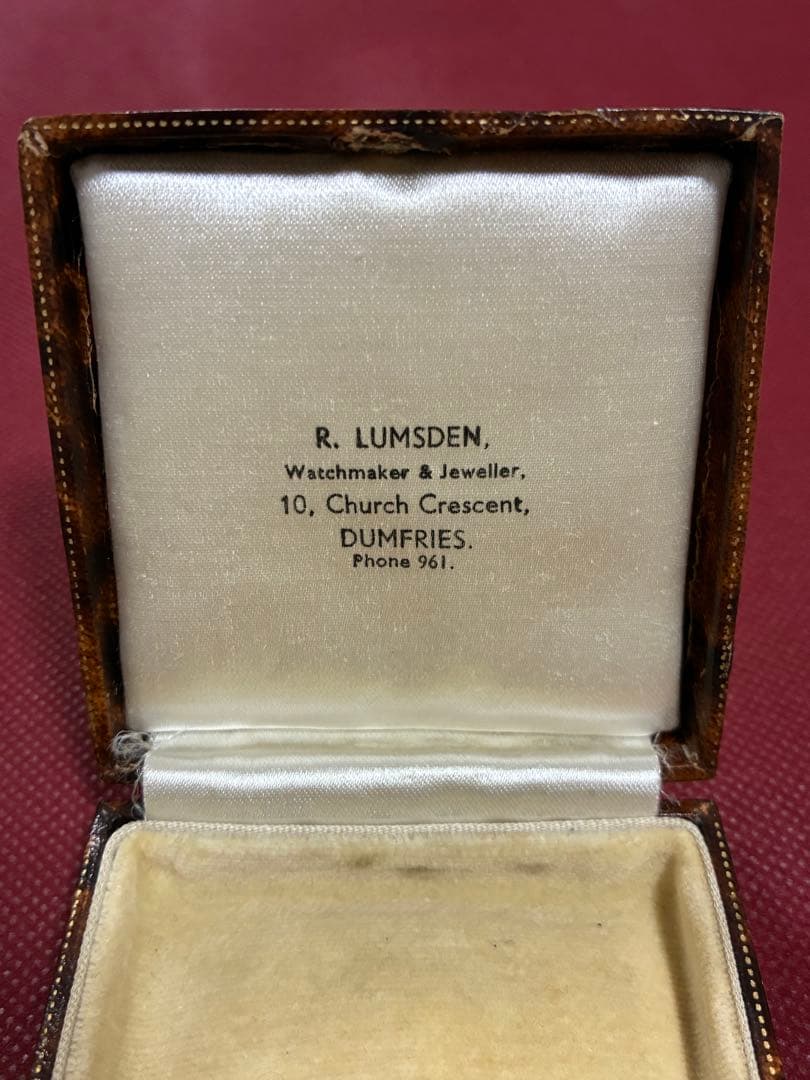 R. LUMSDEN,
Watchmaker & Jeweller,
10, Church Crescent,
DUMFRIES.
Phone 961.